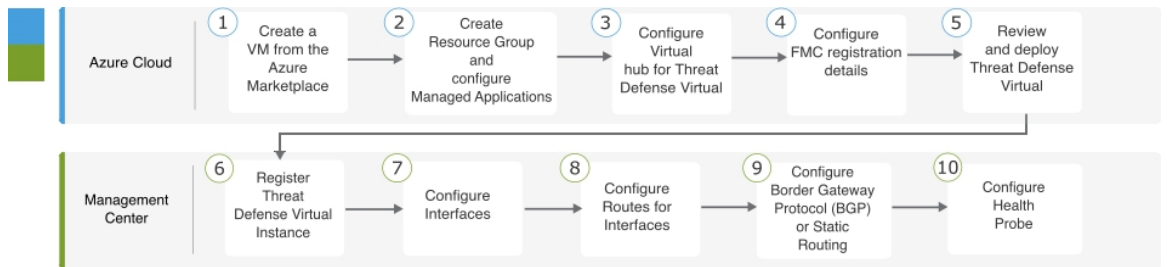 Azure Cloud
1
Create a
VM from the
Azure
Marketplace
2
Create
Resource Group
and
configure
Managed Applications
3
Configure
Virtual
hub for Threat
Defense Virtual
4
Configure
FMC registration
details
5
Review
and deploy
Threat Defense
Virtual
Management
Center
6
Register
Threat
Defense Virtual
Instance
7
Configure
Interfaces
8
Configure
Routes for
Interfaces
9
Configure
Border Gateway
Protocol (BGP)
or Static
Routing
10
Configure
Health
Probe